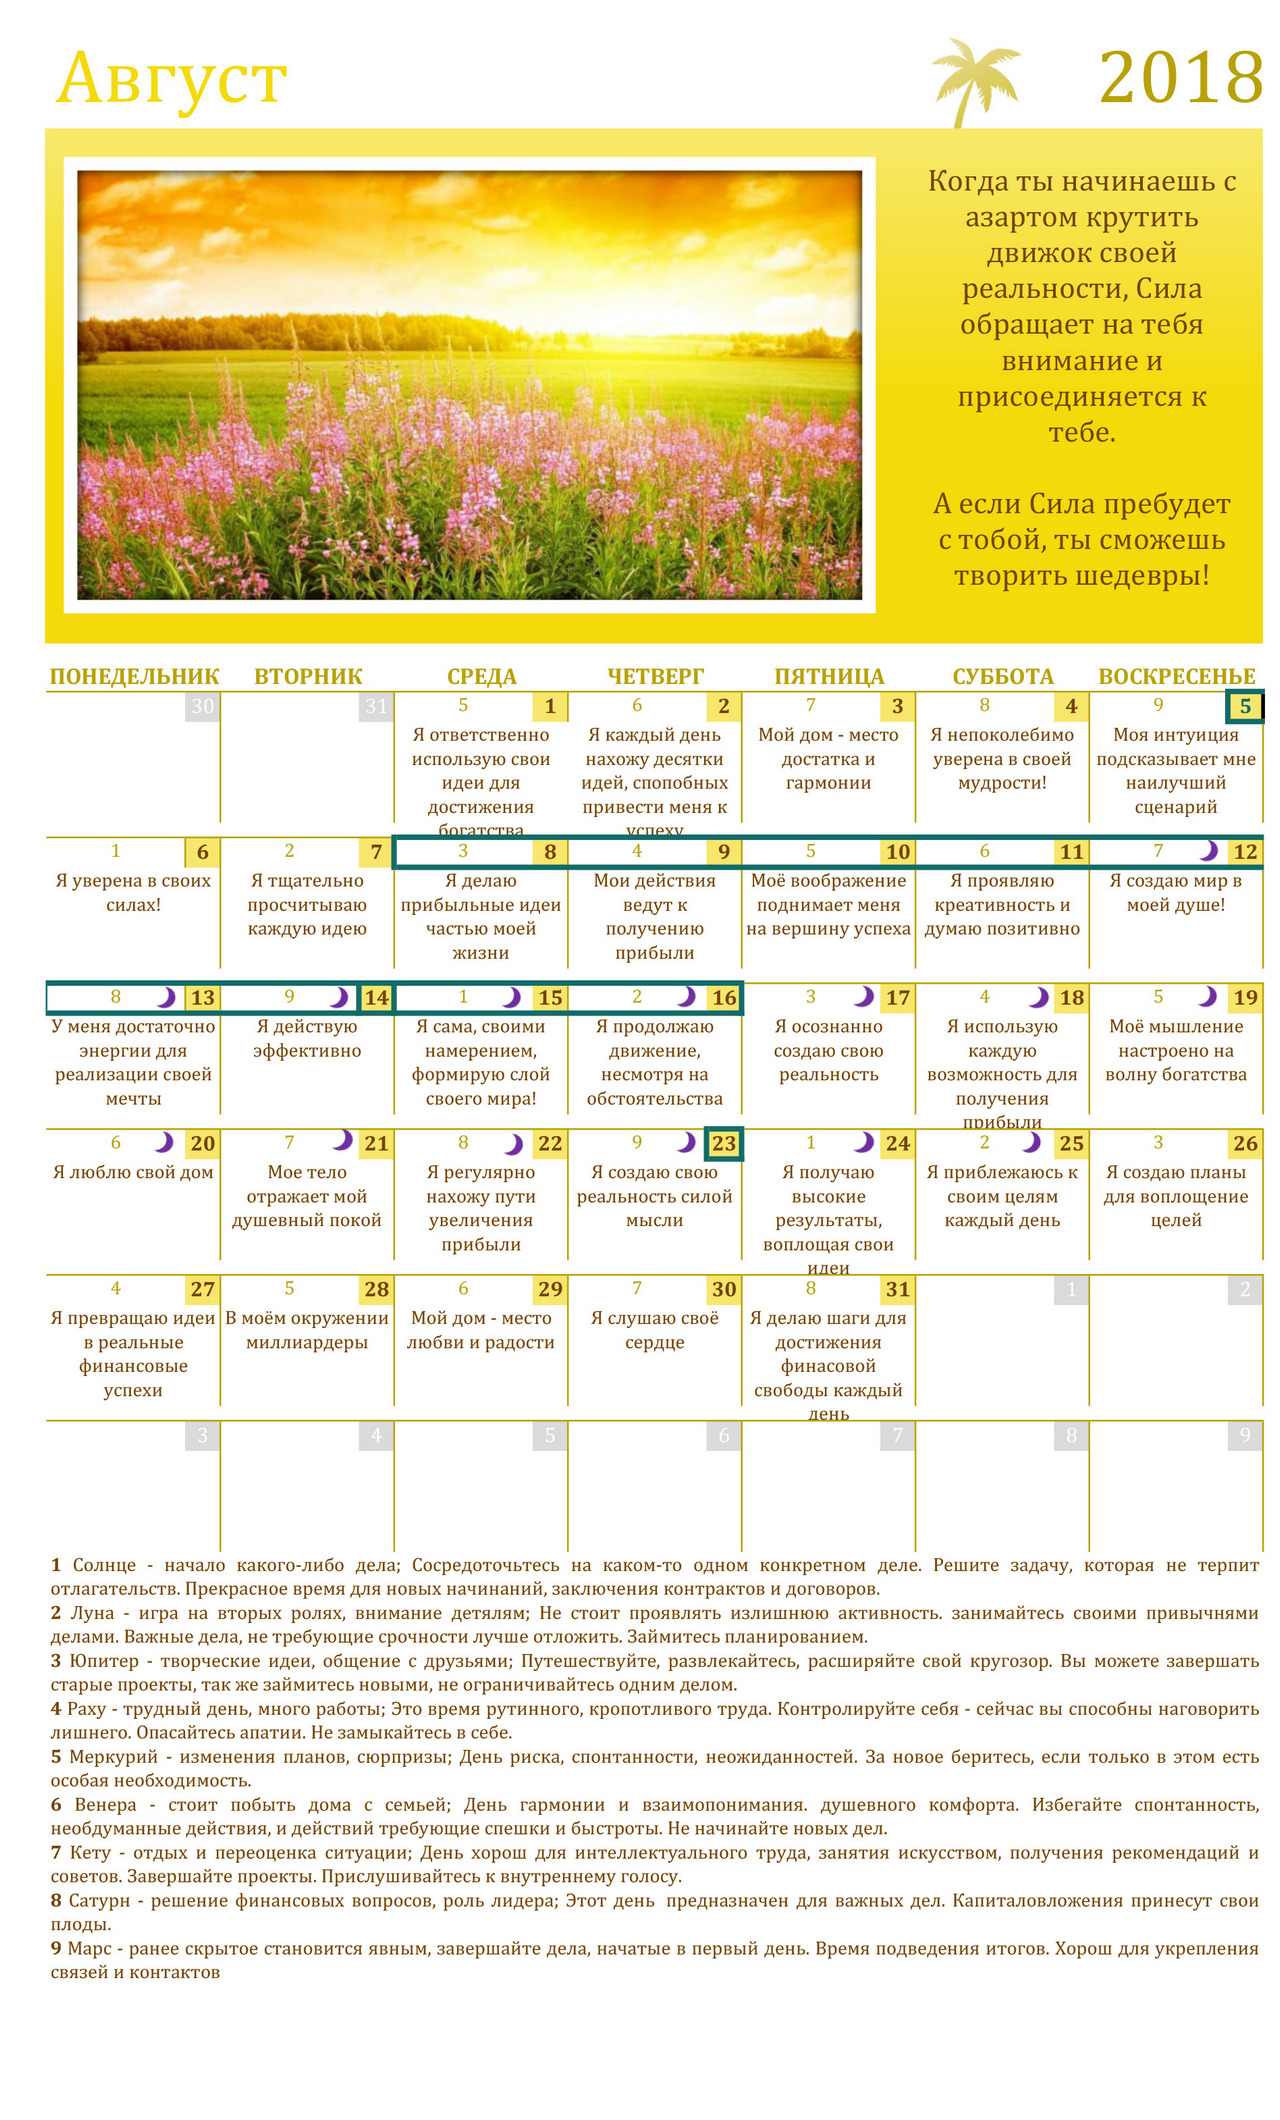 Август 2018
Когда ты начинаешь с
азартом крутить
движок своей
реальности, Сила
обращает на тебя
внимание и
присоединяется к
тебе.
А если Сила пребудет
с тобой, ты сможешь
творить шедевры!
ПОНЕДЕЛЬНИК ВТОРНИК СРЕДА ЧЕТВЕРГ ПЯТНИЦА СУББОТА ВОСКРЕСЕНЬЕ
30
31
5 1
Я ответственно
использую свои
идеи для
достижения
богатства
6 2
Я каждый день
нахожу десятки
идей, спопобных
привести меня к
успеху
7 3
Мой дом - место
достатка и
гармонии
8 4
Я непоколебимо
уверена в своей
мудрости!
9 5
Моя интуиция
подсказывает мне
наилучший
сценарий
1 6
Я уверена в своих
силах!
2 7
Я тщательно
просчитываю
каждую идею
3 8
Я делаю
прибыльные идеи
частью моей
жизни
4 9
Мои действия
ведут к
получению
прибыли
5 10
Моё воображение
поднимает меня
на вершину успеха
6 11
Я проявляю
креативность и
думаю позитивно
7 12
Я создаю мир в
моей душе!
8 13
У меня достаточно
энергии для
реализации своей
мечты
9 14
Я действую
эффективно
1 15
Я сама, своими
намерением,
формирую слой
своего мира!
2 16
Я продолжаю
движение,
несмотря на
обстоятельства
3 17
Я осознанно
создаю свою
реальность
4 18
Я использую
каждую
возможность для
получения
прибыли
5 19
Моё мышление
настроено на
волну богатства
6 20
Я люблю свой дом
7 21
Мое тело
отражает мой
душевный покой
8 22
Я регулярно
нахожу пути
увеличения
прибыли
9 23
Я создаю свою
реальность силой
мысли
1 24
Я получаю
высокие
результаты,
воплощая свои
идеи
2 25
Я приблежаюсь к
своим целям
каждый день
3 26
Я создаю планы
для воплощение
целей
4 27
Я превращаю идеи
в реальные
финансовые
успехи
5 28
В моём окружении
миллиардеры
6 29
Мой дом - место
любви и радости
7 30
Я слушаю своё
сердце
8 31
Я делаю шаги для
достижения
финасовой
свободы каждый
день
1
2
3
4
5
6
7
8
9
1 Солнце - начало какого-либо дела; Сосредоточьтесь на каком-то одном конкретном деле. Решите задачу, которая не терпит
отлагательств. Прекрасное время для новых начинаний, заключения контрактов и договоров.
2 Луна - игра на вторых ролях, внимание детялям; Не стоит проявлять излишнюю активность. занимайтесь своими привычнями
делами. Важные дела, не требующие срочности лучше отложить. Займитесь планированием.
3 Юпитер - творческие идеи, общение с друзьями; Путешествуйте, развлекайтесь, расширяйте свой кругозор. Вы можете завершать
старые проекты, так же займитесь новыми, не ограничивайтесь одним делом.
4 Раху - трудный день, много работы; Это время рутинного, кропотливого труда. Контролируйте себя - сейчас вы способны наговорить
лишнего. Опасайтесь апатии. Не замыкайтесь в себе.
5 Меркурий - изменения планов, сюрпризы; День риска, спонтанности, неожиданностей. За новое беритесь, если только в этом есть
особая необходимость.
6 Венера - стоит побыть дома с семьей; День гармонии и взаимопонимания. душевного комфорта. Избегайте спонтанность,
необдуманные действия, и действий требующие спешки и быстроты. Не начинайте новых дел.
7 Кету - отдых и переоценка ситуации; День хорош для интеллектуального труда, занятия искусством, получения рекомендаций и
советов. Завершайте проекты. Прислушивайтесь к внутреннему голосу.
8 Сатурн - решение финансовых вопросов, роль лидера; Этот день предназначен для важных дел. Капиталовложения принесут свои
плоды.
9 Марс - ранее скрытое становится явным, завершайте дела, начатые в первый день. Время подведения итогов. Хорош для укрепления
связей и контактов